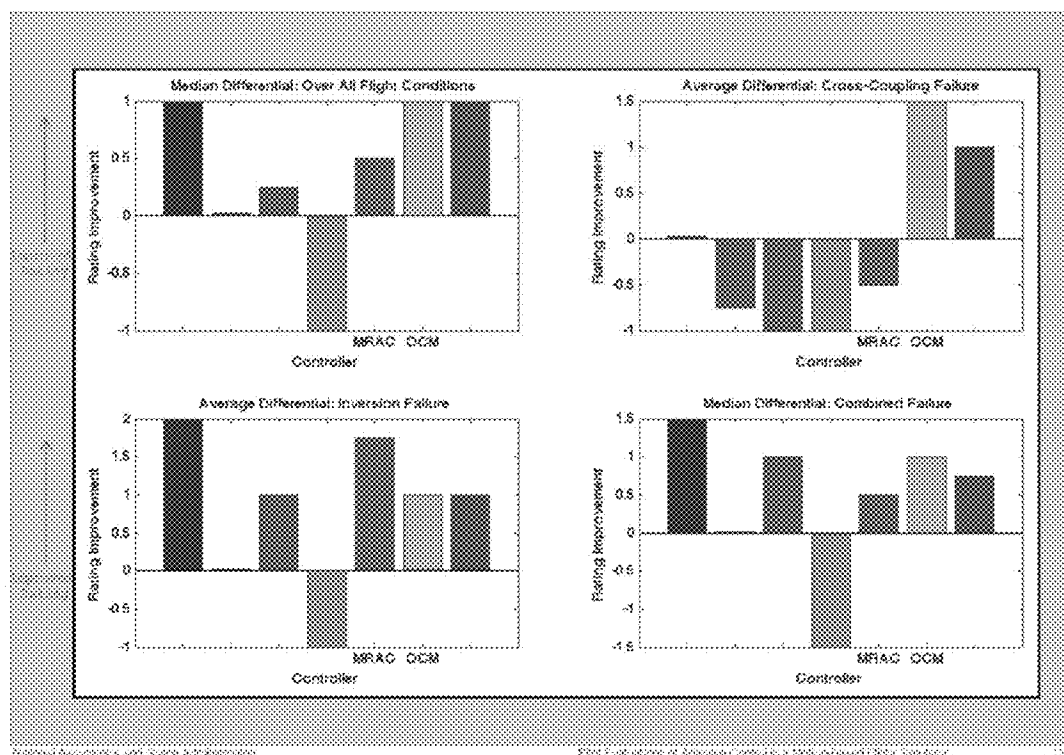 Median Differential: Over All Flight Conditions
1
0.5
0
-0.5
-1
Rating Improvement
MRAC OCM
Controller
Average Differential: Cross-Coupling Failure
1.5
1
0.5
0
-0.5
-1
Rating Improvement
MRAC OCM
Controller
Average Differential: Inversion Failure
2
1.5
1
0.5
0
-0.5
-1
Rating Improvement
MRAC OCM
Controller
Median Differential: Combined Failure
1.5
1
0.5
0
-0.5
-1
-1.5
Rating Improvement
MRAC OCM
Controller